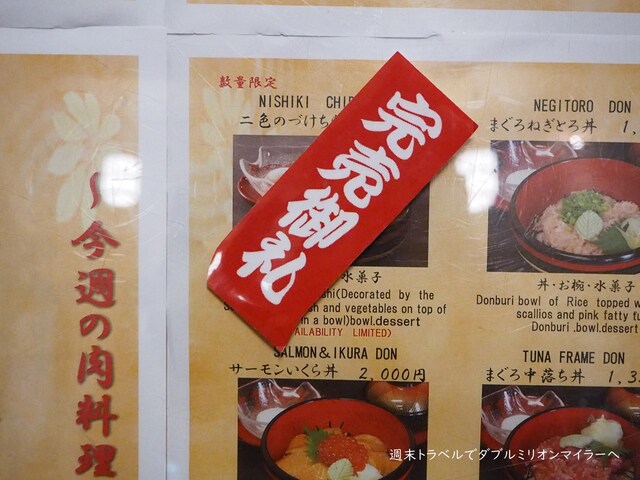 ～今週の肉料理
数量限定
NISHIKI
二色のづけち
完売御礼
水菓子
(Decorated by the
and vegetables on top of
in a bowl)bowl.dessert
AILABILITY LIMITED)
SALMON&IKURA DON
サーモンいくら丼 2,000円
NEGITORO DON
まぐろねぎとろ丼
丼・お椀・水菓子
Donburi bowl of Rice topped
scallios and pink fatty
Donburi .bowl.dessert
TUNA FRAME DON
まぐろ中落ち丼
週末トラベルでダブルミリオンマイラーへ